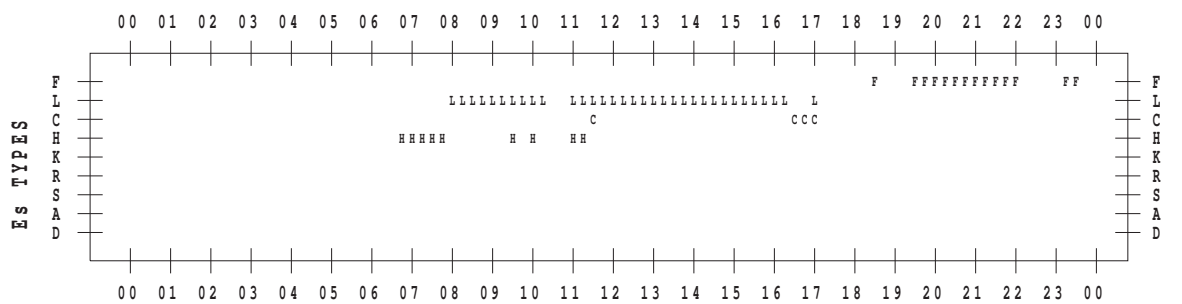 00 01 02 03 04 05 06 07 08 09 10 11 12 13 14 15 16 17 18 19 20 21 22 23 00
F F FFFFFFFFFFF FF F
L LLLLLLLLLL LLLLLLLLLLLLLLLLLLLLLL L L
C C CCC C
H HHHHH H H HH H
K K
R R
S S
A A
D D
Es TYPES
00 01 02 03 04 05 06 07 08 09 10 11 12 13 14 15 16 17 18 19 20 21 22 23 00